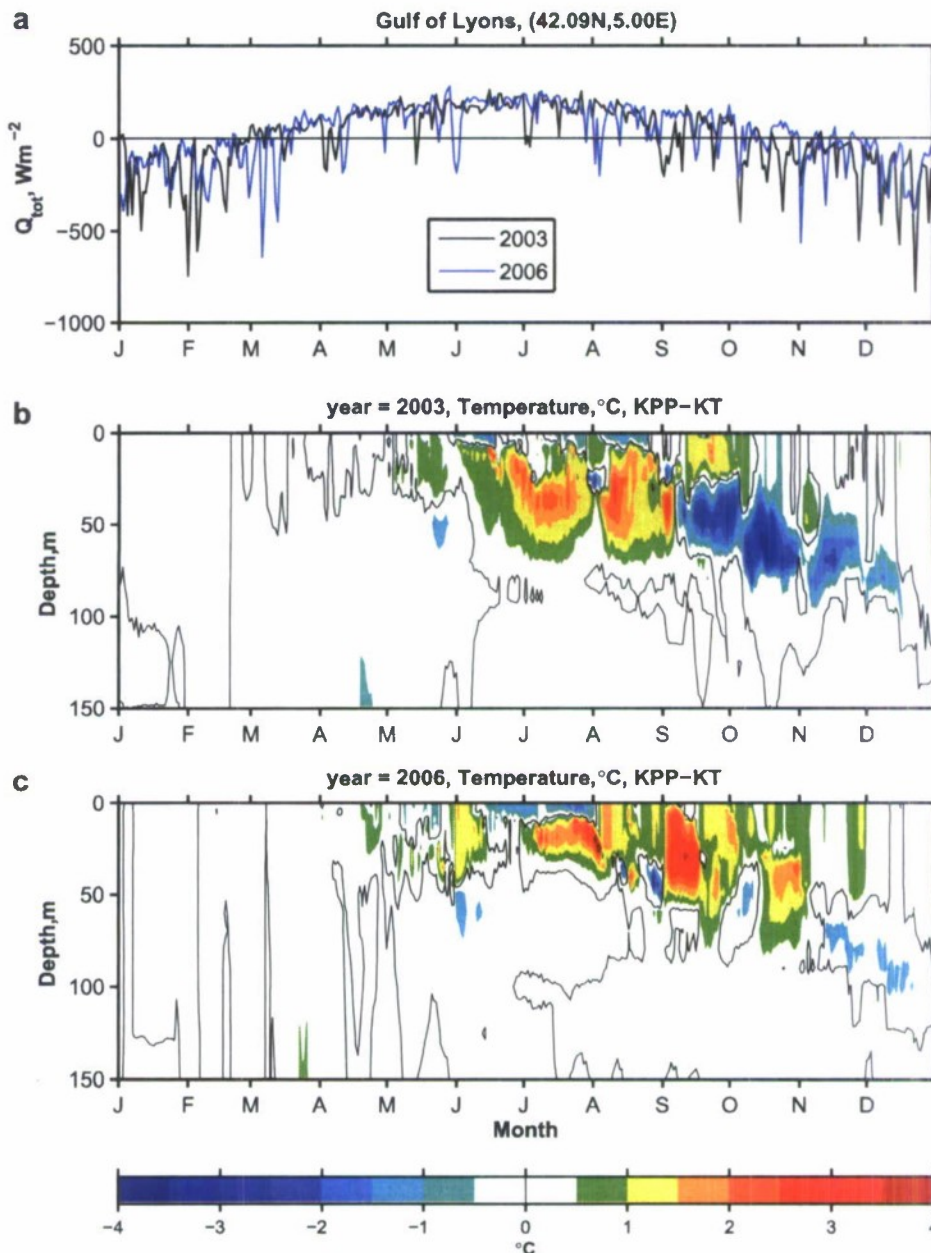 a
Gulf of Lyons, (42.09N,5.00E)
500
0
−500
−1000
Q_tot, Wm⁻²
2003
2006
J F M A M J J A S O N D
b
year = 2003, Temperature,°C, KPP−KT
0
50
100
150
Depth,m
J F M A M J J A S O N D
c
year = 2006, Temperature,°C, KPP−KT
0
50
100
150
Depth,m
J F M A M J J A S O N D
Month
−4 −3 −2 −1 0 1 2 3 4
°C